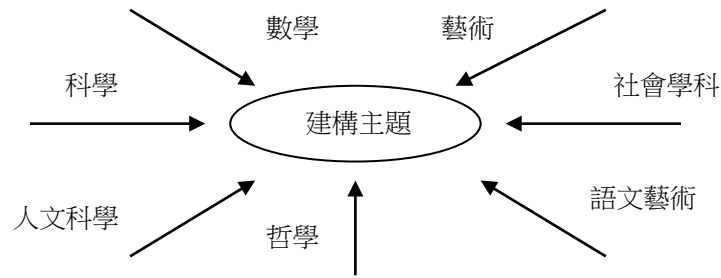 數學
藝術
科學
社會學科
建構主題
人文科學
哲學
語文藝術